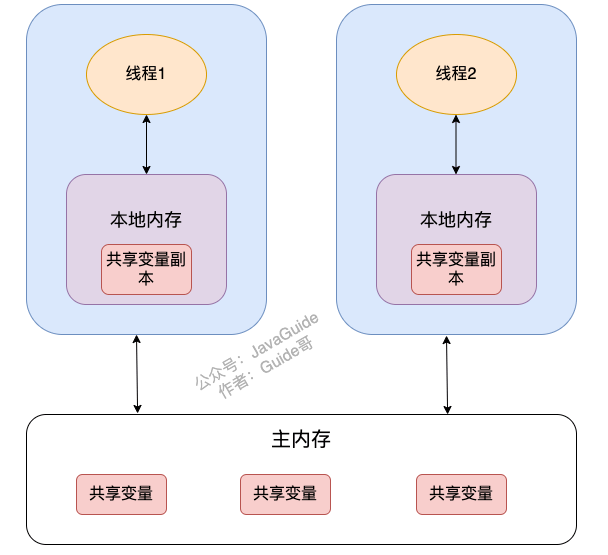 线程1
线程2
本地内存
共享变量副
本
本地内存
共享变量副
本
公众号：JavaGuide
作者：Guide哥
主内存
共享变量
共享变量
共享变量